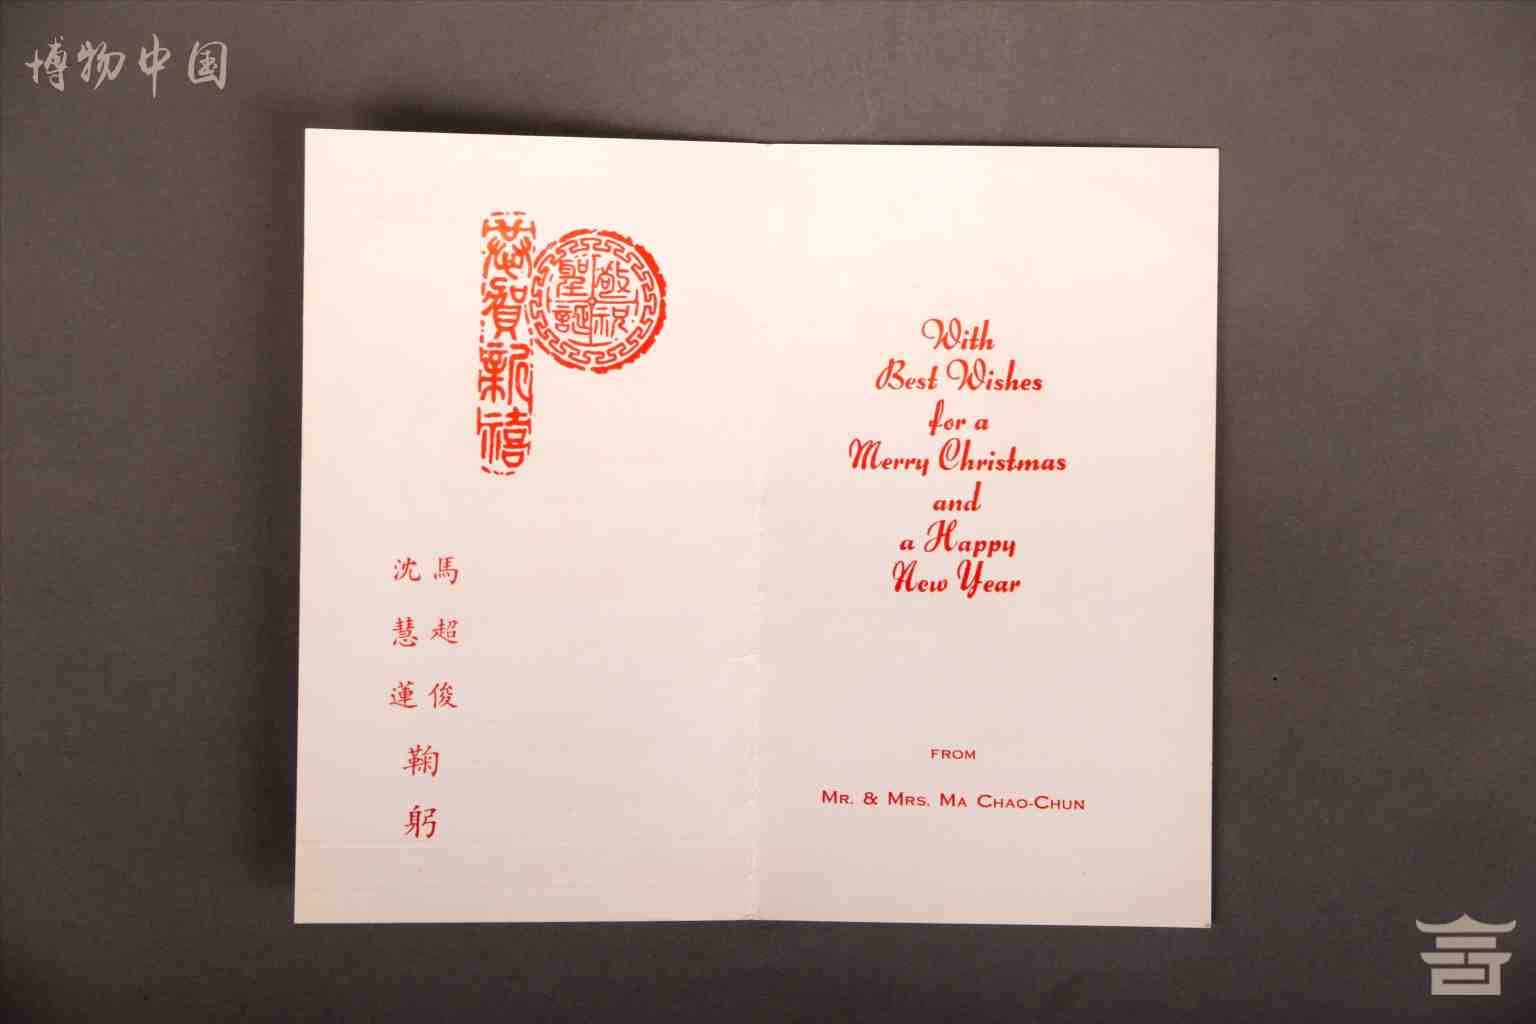 博物中国
恭賀新禧
敬祝
聖誕
馬超俊
沈慧蓮
鞠躬
With
Best Wishes
for a
Merry Christmas
and
a Happy
New Year
FROM
MR. & MRS. MA CHAO-CHUN